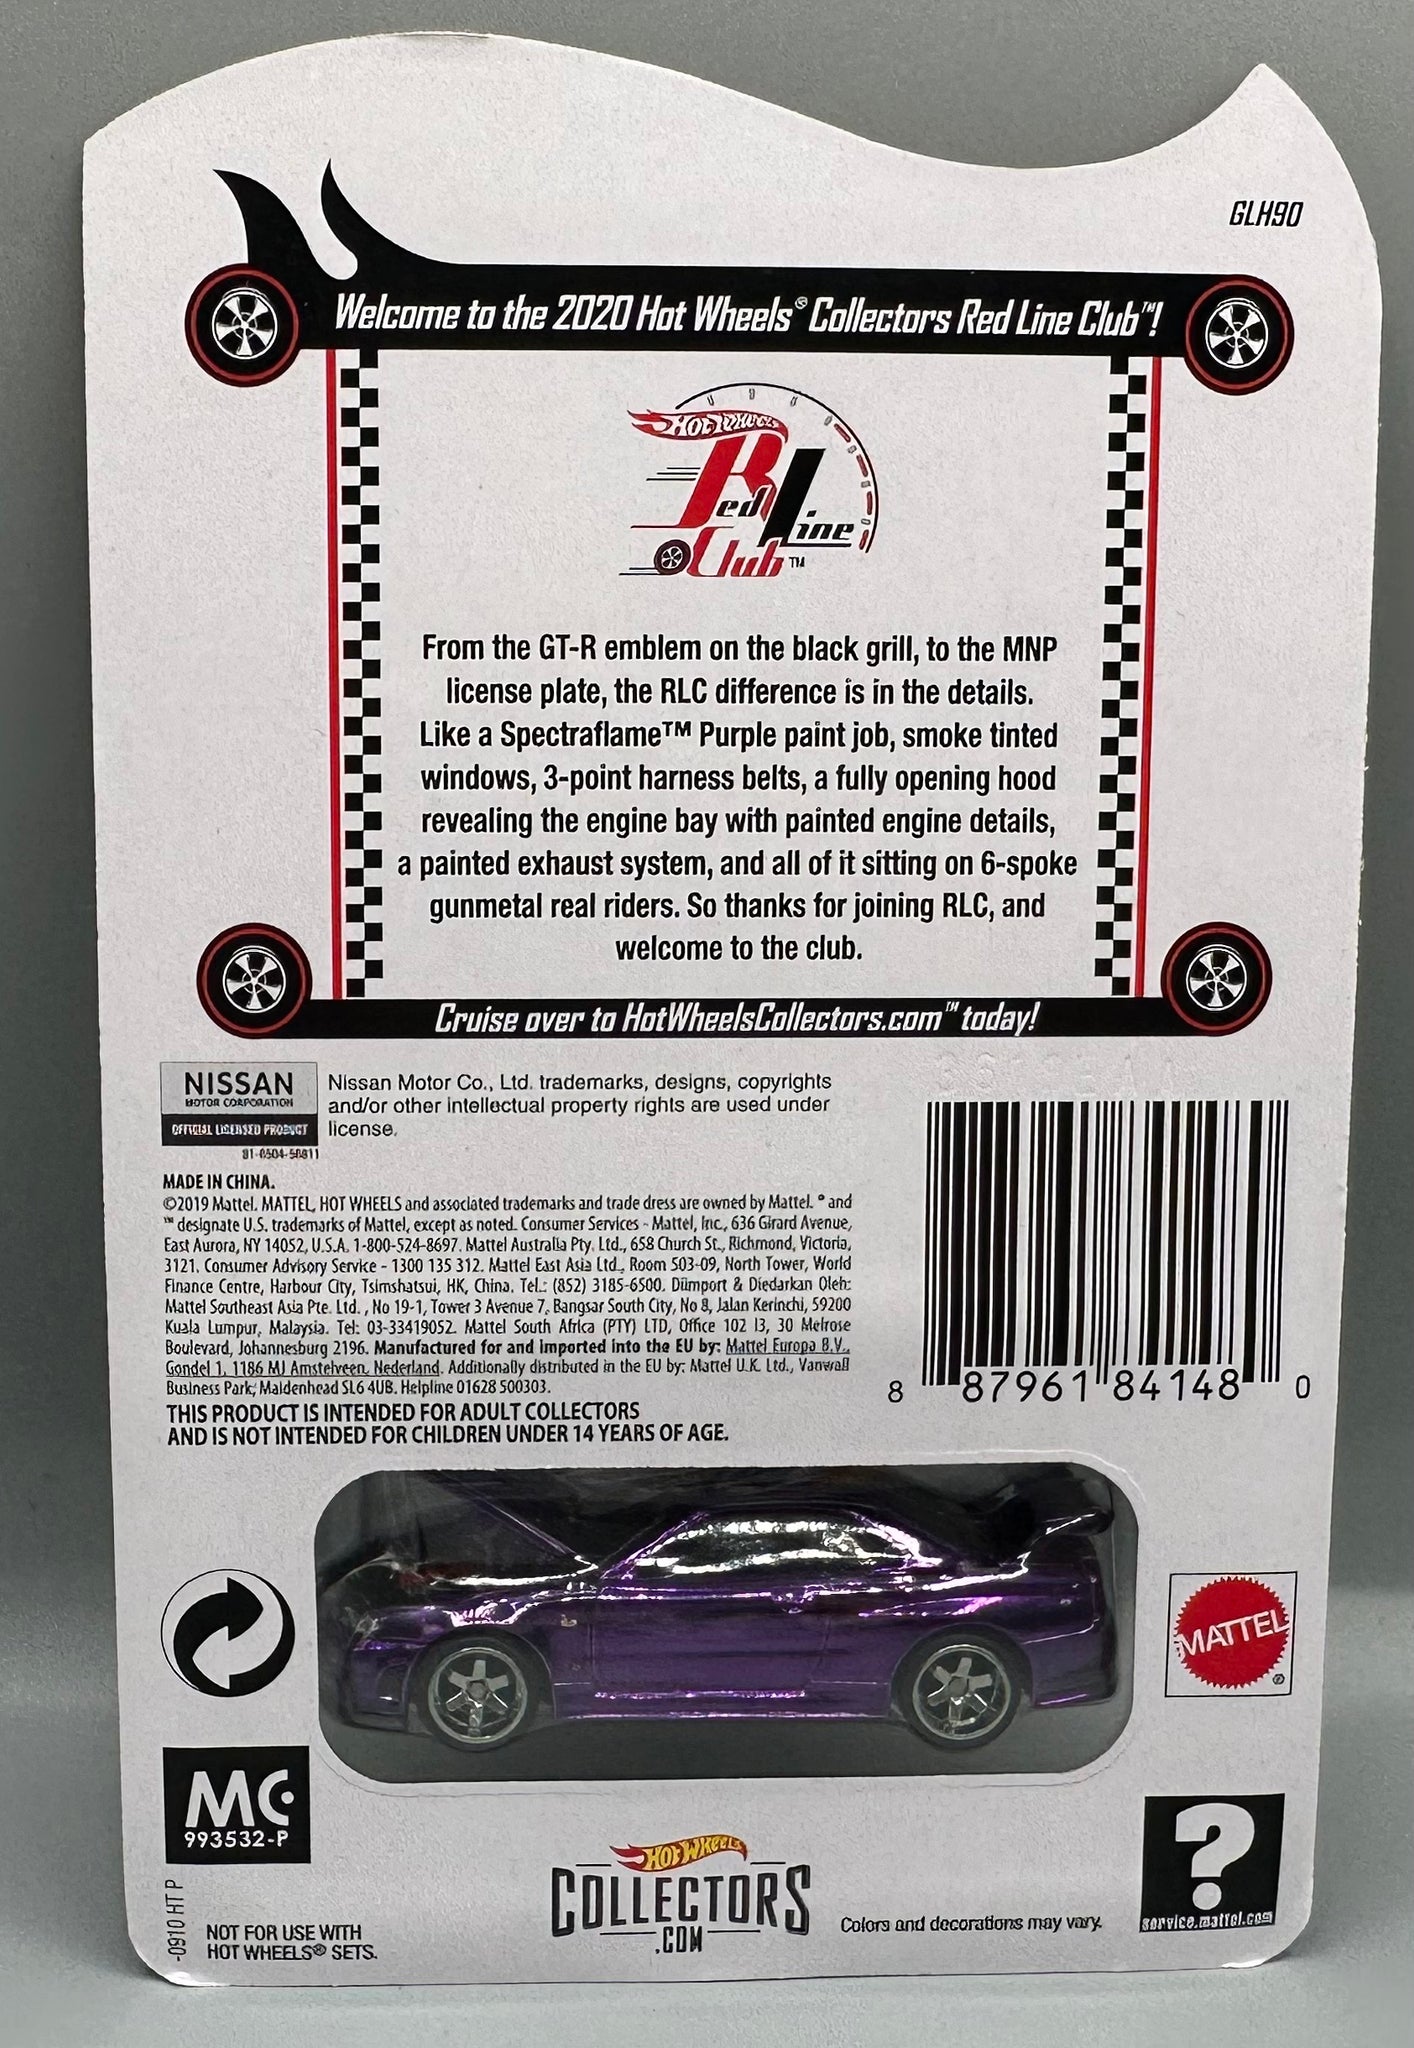 GLH90
Welcome to the 2020 Hot Wheels® Collectors Red Line Club™!
HOT WHEELS
Red Line
Club™
From the GT-R emblem on the black grill, to the MNP
license plate, the RLC difference is in the details.
Like a Spectraflame™ Purple paint job, smoke tinted
windows, 3-point harness belts, a fully opening hood
revealing the engine bay with painted engine details,
a painted exhaust system, and all of it sitting on 6-spoke
gunmetal real riders. So thanks for joining RLC, and
welcome to the club.
Cruise over to HotWheelsCollectors.com™ today!
NISSAN
MOTOR CORPORATION
OFFICIAL LICENSED PRODUCT
Nissan Motor Co., Ltd. trademarks, designs, copyrights
and/or other intellectual property rights are used under
license.
MADE IN CHINA.
©2019 Mattel. MATTEL, HOT WHEELS and associated trademarks and trade dress are owned by Mattel. ® and
™ designate U.S. trademarks of Mattel, except as noted. Consumer Services - Mattel, Inc., 636 Girard Avenue,
East Aurora, NY 14052, U.S.A. 1-800-524-8697. Mattel Australia Pty. Ltd., 658 Church St., Richmond, Victoria,
3121. Consumer Advisory Service - 1300 135 312. Mattel East Asia Ltd., Room 503-09, North Tower, World
Finance Centre, Harbour City, Tsimshatsui, HK, China. Tel.: (852) 3185-6500. Diimport & Diedarkan Oleh:
Mattel Southeast Asia Pte. Ltd. , No 19-1, Tower 3 Avenue 7, Bangsar South City, No 8, Jalan Kerinchi, 59200
Kuala Lumpur, Malaysia. Tel: 03-33419052. Mattel South Africa (PTY) LTD, Office 102 I3, 30 Melrose
Boulevard, Johannesburg 2196. Manufactured for and imported into the EU by: Mattel Europa B.V.,
Gondel 1, 1186 MJ Amstelveen, Nederland. Additionally distributed in the EU by: Mattel U.K. Ltd., Vanwall
Business Park, Maidenhead SL6 4UB. Helpline 01628 500303.
THIS PRODUCT IS INTENDED FOR ADULT COLLECTORS
AND IS NOT INTENDED FOR CHILDREN UNDER 14 YEARS OF AGE.
8 87961 84148 0
MATTEL®
MC
993532-P
-0910 HT P
NOT FOR USE WITH
HOT WHEELS® SETS.
HOT WHEELS
COLLECTORS
.COM
Colors and decorations may vary.
?
service.mattel.com